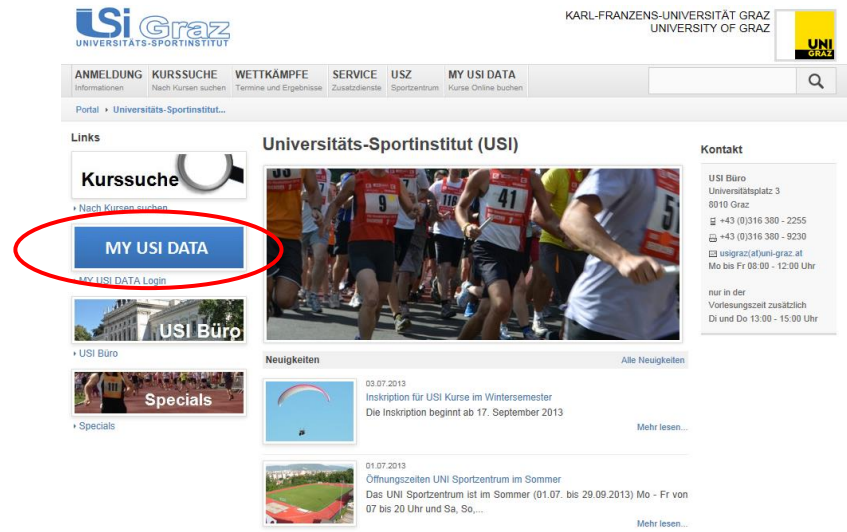 USi Graz
UNIVERSITÄTS-SPORTINSTITUT
KARL-FRANZENS-UNIVERSITÄT GRAZ
UNIVERSITY OF GRAZ
UNI
GRAZ
ANMELDUNG KURSSUCHE WETTKÄMPFE SERVICE USZ MY USI DATA
Informationen Nach Kursen suchen Termine und Ergebnisse Zusatzdienste Sportzentrum Kurse Online buchen
Portal › Universitäts-Sportinstitut...
Links
Kurssuche
Nach Kursen suchen
MY USI DATA
MY USI DATA Login
USI Büro
USI Büro
Specials
Specials
Universitäts-Sportinstitut (USI)
9
116
41
Neuigkeiten Alle Neuigkeiten
03.07.2013
Inskription für USI Kurse im Wintersemester
Die Inskription beginnt ab 17. September 2013
Mehr lesen...
01.07.2013
Öffnungszeiten UNI Sportzentrum im Sommer
Das UNI Sportzentrum ist im Sommer (01.07. bis 29.09.2013) Mo - Fr von
07 bis 20 Uhr und Sa, So,...
Mehr lesen...
Kontakt
USI Büro
Universitätsplatz 3
8010 Graz
+43 (0)316 380 - 2255
+43 (0)316 380 - 9230
usigraz(at)uni-graz.at
Mo bis Fr 08:00 - 12:00 Uhr
nur in der
Vorlesungszeit zusätzlich
Di und Do 13:00 - 15:00 Uhr